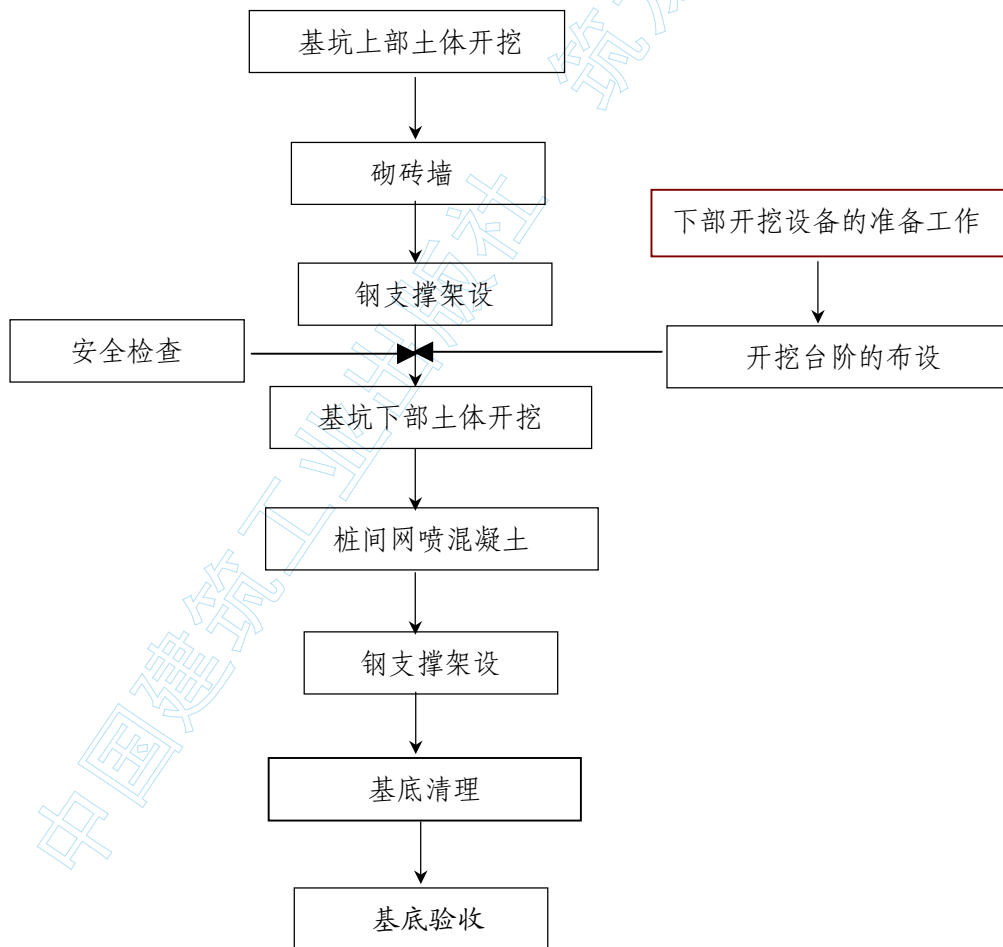 基坑上部土体开挖
砌砖墙
下部开挖设备的准备工作
钢支撑架设
安全检查
开挖台阶的布设
基坑下部土体开挖
桩间网喷混凝土
钢支撑架设
基底清理
基底验收
中国建筑工业出版社
筑